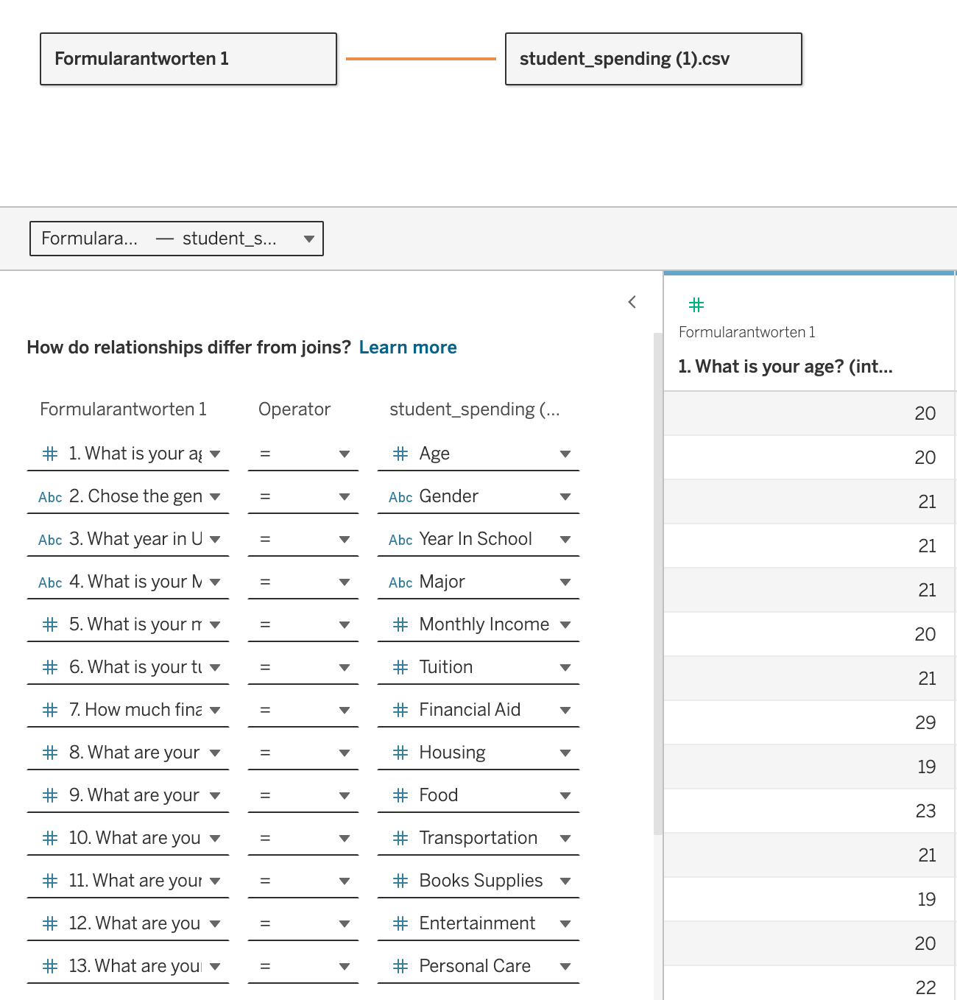 Formularantworten 1
student_spending (1).csv
Formulara... — student_s...
How do relationships differ from joins? Learn more
Formularantworten 1 Operator student_spending (...
1. What is your ag = Age
Abc 2. Chose the gen = Abc Gender
Abc 3. What year in U = Abc Year In School
Abc 4. What is your M = Abc Major
5. What is your m = Monthly Income
6. What is your tu = Tuition
7. How much fina = Financial Aid
8. What are your = Housing
9. What are your = Food
10. What are you = Transportation
11. What are your = Books Supplies
12. What are you = Entertainment
13. What are your = Personal Care
Formularantworten 1
1. What is your age? (int...
20
20
21
21
21
20
21
29
19
23
21
19
20
22